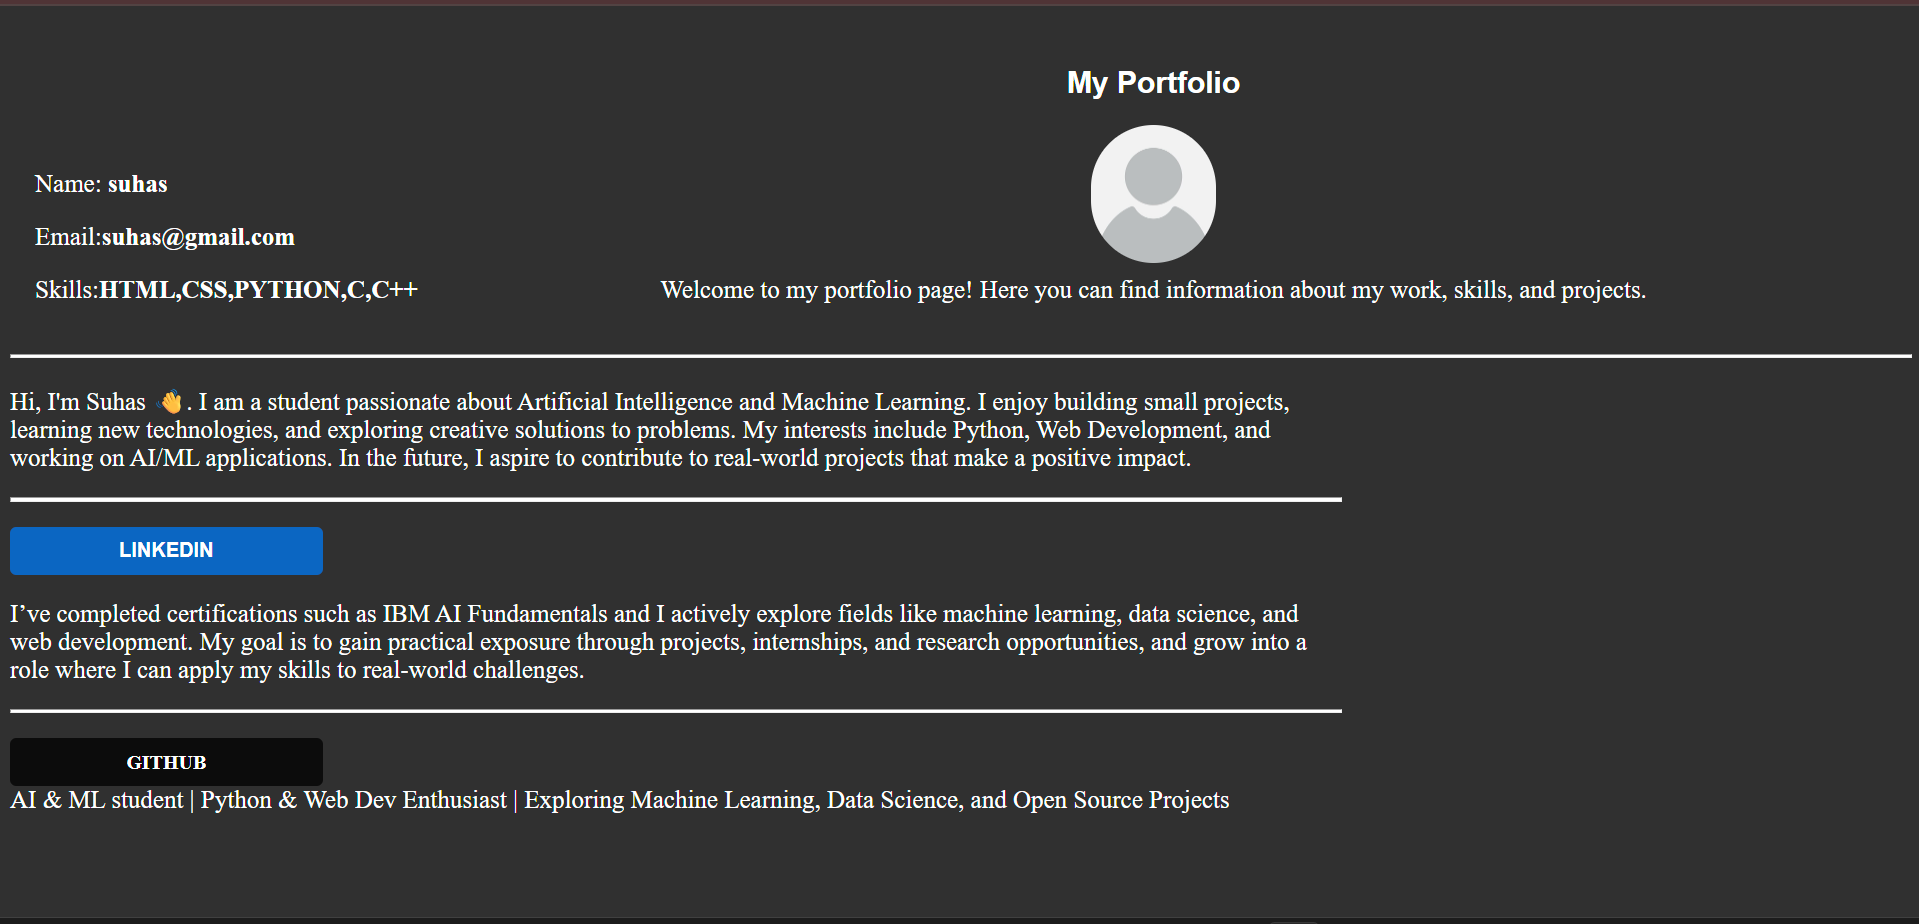 My Portfolio
Name: suhas
Email:suhas@gmail.com
Skills:HTML,CSS,PYTHON,C,C++
Welcome to my portfolio page! Here you can find information about my work, skills, and projects.
Hi, I'm Suhas 👋. I am a student passionate about Artificial Intelligence and Machine Learning. I enjoy building small projects,
learning new technologies, and exploring creative solutions to problems. My interests include Python, Web Development, and
working on AI/ML applications. In the future, I aspire to contribute to real-world projects that make a positive impact.
LINKEDIN
I’ve completed certifications such as IBM AI Fundamentals and I actively explore fields like machine learning, data science, and
web development. My goal is to gain practical exposure through projects, internships, and research opportunities, and grow into a
role where I can apply my skills to real-world challenges.
GITHUB
AI & ML student | Python & Web Dev Enthusiast | Exploring Machine Learning, Data Science, and Open Source Projects